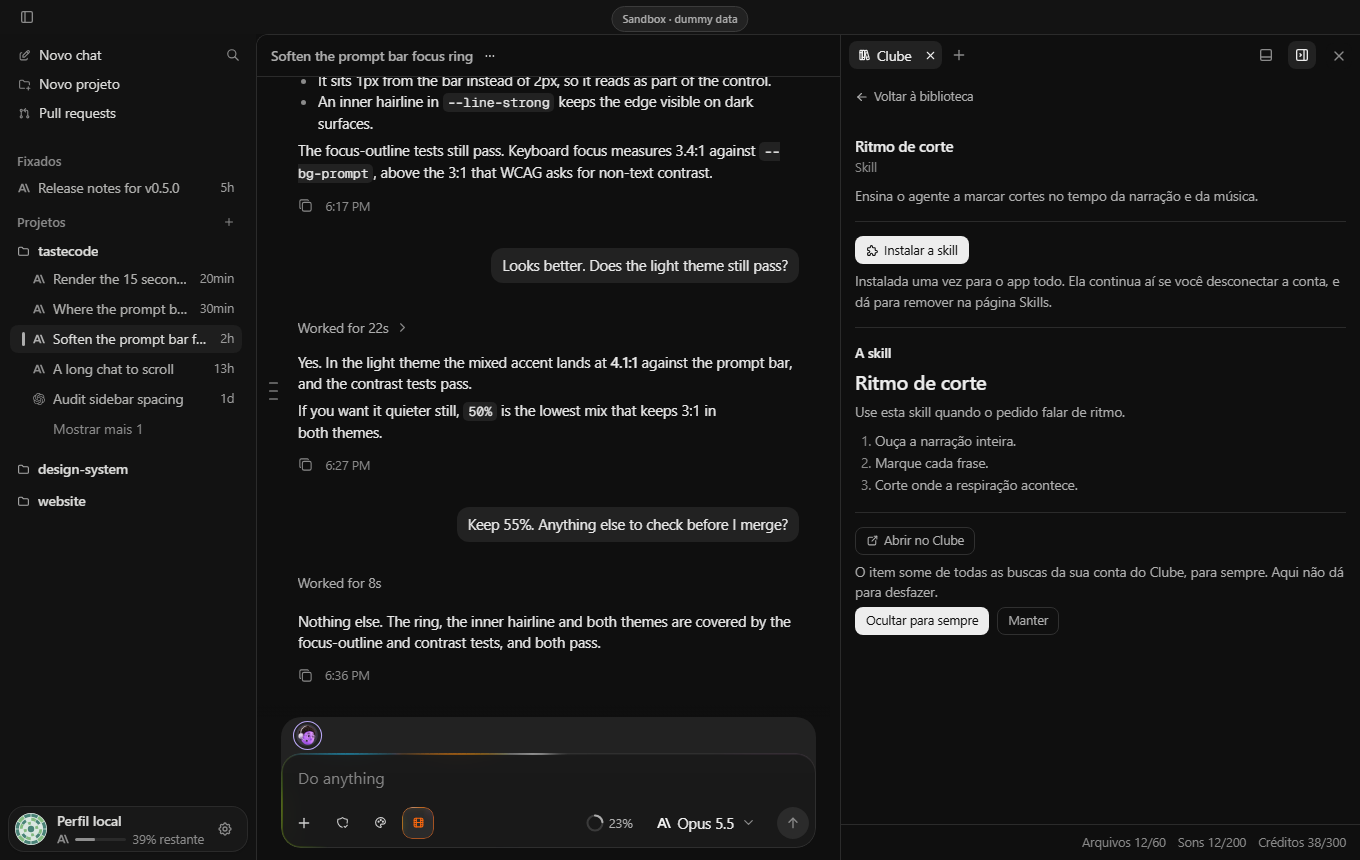 Sandbox · dummy data
Novo chat
Novo projeto
Pull requests
Fixados
Release notes for v0.5.0 5h
Projetos
tastecode
Render the 15 secon... 20min
Where the prompt b... 30min
Soften the prompt bar f... 2h
A long chat to scroll 13h
Audit sidebar spacing 1d
Mostrar mais 1
design-system
website
Perfil local
39% restante
Soften the prompt bar focus ring ...
It sits 1px from the bar instead of 2px, so it reads as part of the control.
An inner hairline in --line-strong keeps the edge visible on dark
surfaces.
The focus-outline tests still pass. Keyboard focus measures 3.4:1 against --
bg-prompt, above the 3:1 that WCAG asks for non-text contrast.
6:17 PM
Looks better. Does the light theme still pass?
Worked for 22s
Yes. In the light theme the mixed accent lands at 4.1:1 against the prompt bar,
and the contrast tests pass.
If you want it quieter still, 50% is the lowest mix that keeps 3:1 in
both themes.
6:27 PM
Keep 55%. Anything else to check before I merge?
Worked for 8s
Nothing else. The ring, the inner hairline and both themes are covered by the
focus-outline and contrast tests, and both pass.
6:36 PM
Do anything
23% Opus 5.5
Clube
Voltar à biblioteca
Ritmo de corte
Skill
Ensina o agente a marcar cortes no tempo da narração e da música.
Instalar a skill
Instalada uma vez para o app todo. Ela continua aí se você desconectar a conta, e
dá para remover na página Skills.
A skill
Ritmo de corte
Use esta skill quando o pedido falar de ritmo.
1. Ouça a narração inteira.
2. Marque cada frase.
3. Corte onde a respiração acontece.
Abrir no Clube
O item some de todas as buscas da sua conta do Clube, para sempre. Aqui não dá
para desfazer.
Ocultar para sempre Manter
Arquivos 12/60 Sons 12/200 Créditos 38/300